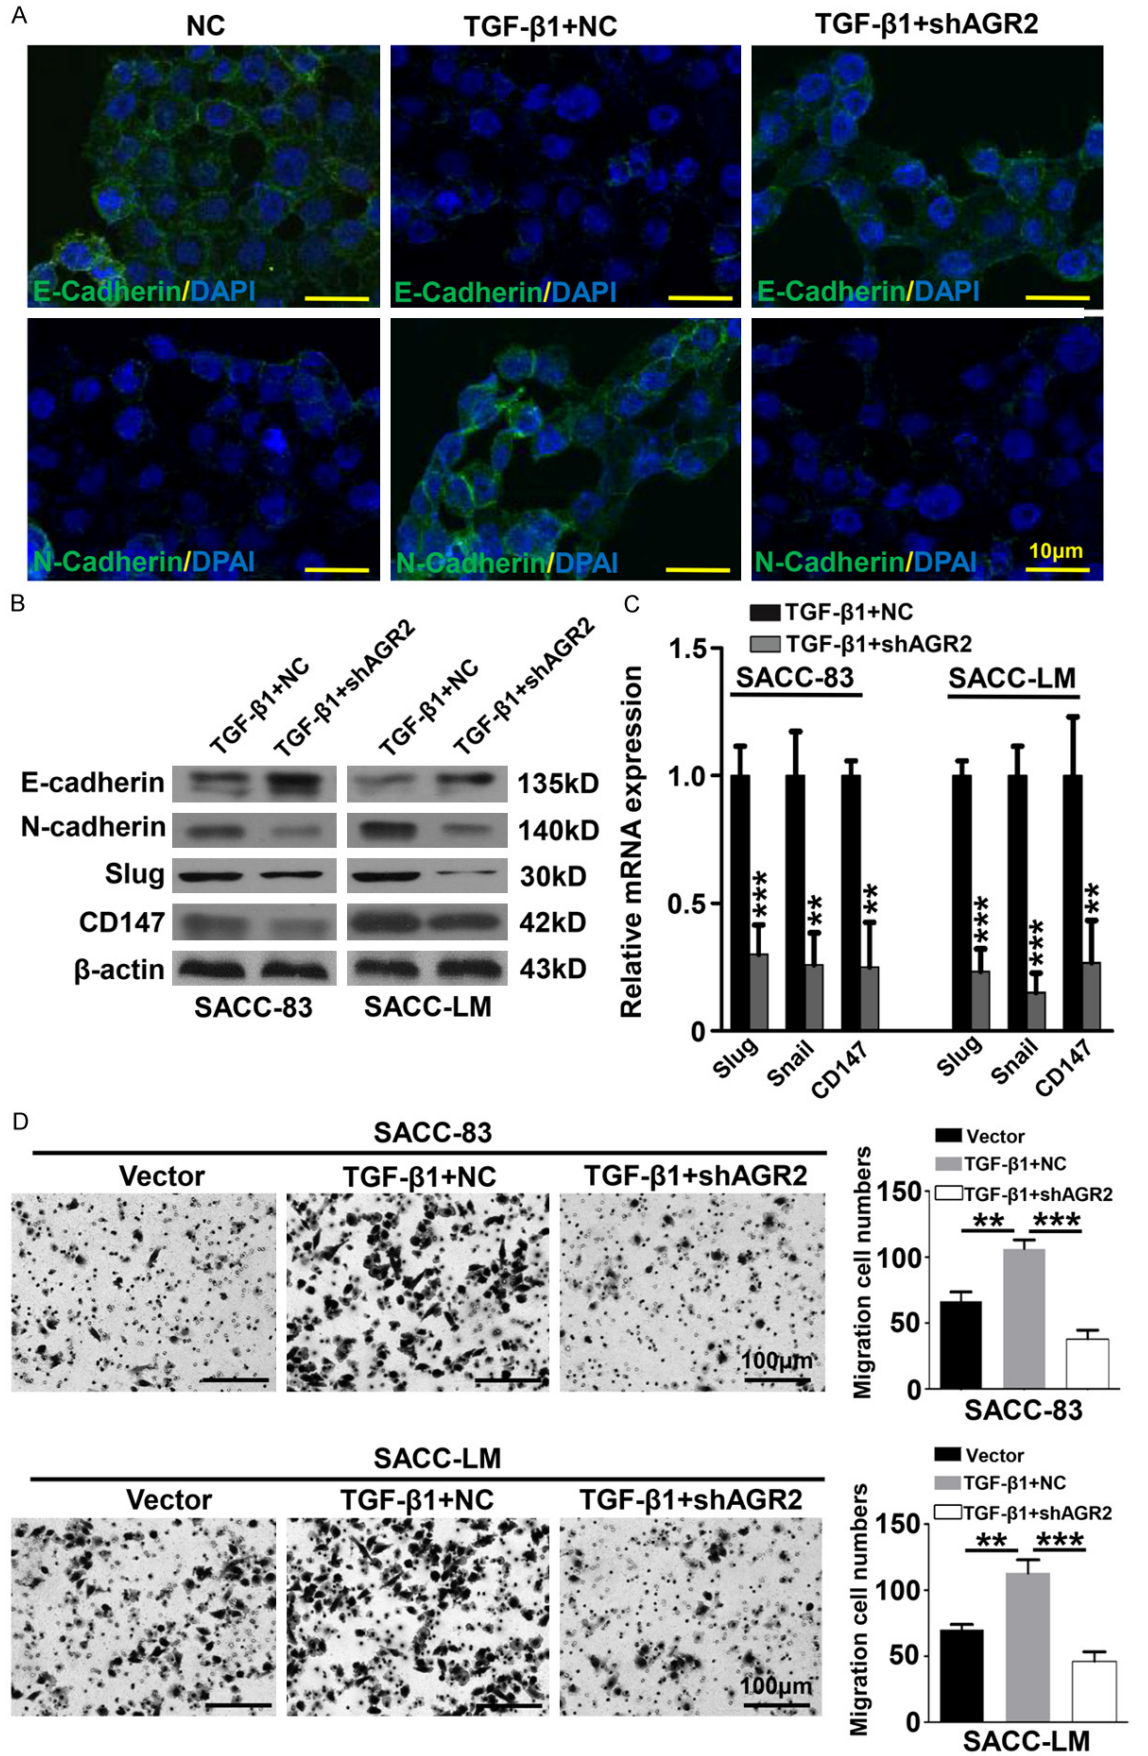 A
NC
TGF-β1+NC
TGF-β1+shAGR2
E-Cadherin/DAPI
E-Cadherin/DAPI
E-Cadherin/DAPI
N-Cadherin/DPAI
N-Cadherin/DPAI
N-Cadherin/DPAI
10μm
B
TGF-β1+NC
TGF-β1+shAGR2
TGF-β1+NC
TGF-β1+shAGR2
E-cadherin
135kD
N-cadherin
140kD
Slug
30kD
CD147
42kD
β-actin
43kD
SACC-83
SACC-LM
C
TGF-β1+NC
TGF-β1+shAGR2
SACC-83
SACC-LM
Relative mRNA expression
1.5
1.0
0.5
0
***
**
**
***
***
**
Slug
Snail
CD147
Slug
Snail
CD147
D
SACC-83
Vector
TGF-β1+NC
TGF-β1+shAGR2
100μm
Vector
TGF-β1+NC
TGF-β1+shAGR2
Migration cell numbers
150
100
50
0
**
***
SACC-83
SACC-LM
Vector
TGF-β1+NC
TGF-β1+shAGR2
100μm
Vector
TGF-β1+NC
TGF-β1+shAGR2
Migration cell numbers
150
100
50
0
**
***
SACC-LM